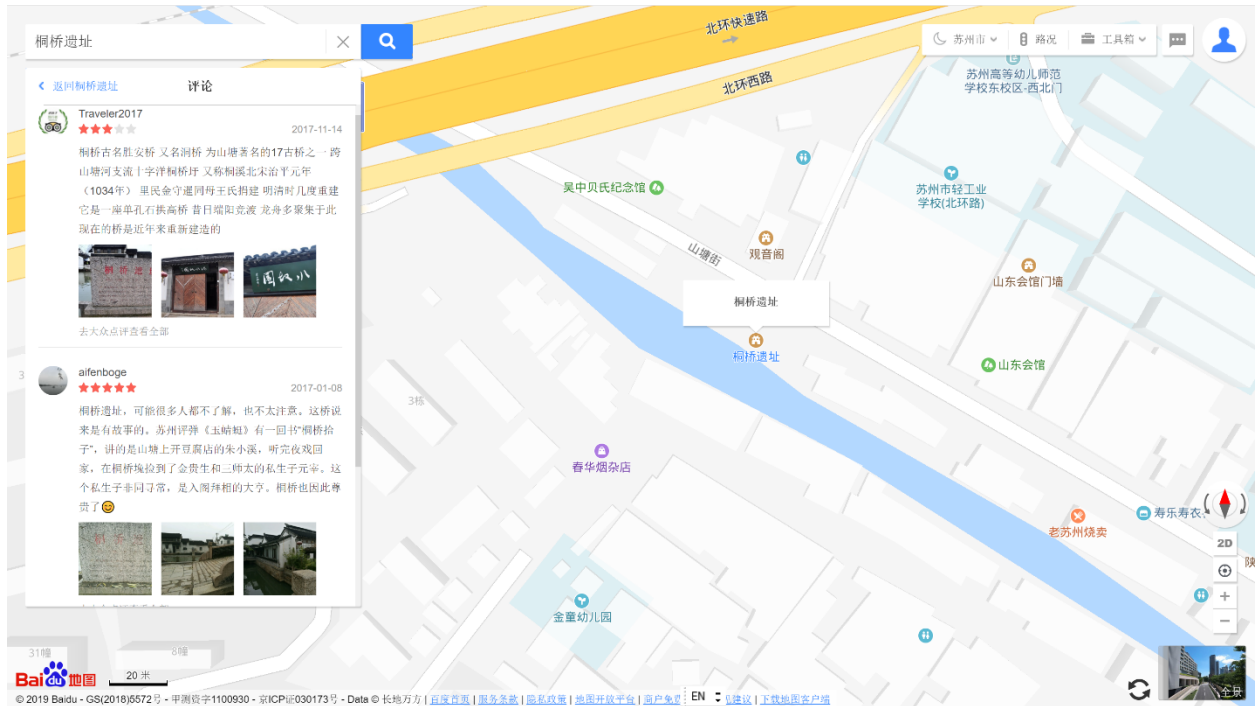 桐桥遗址
返回桐桥遗址
评论
Traveler2017
2017-11-14
桐桥古名胜安桥 又名洞桥 为山塘著名的17古桥之一 跨
山塘河支流十字洋桐桥圩 又称桐溪北宋治平元年
（1034年） 里民金守暹同母王氏捐建 明清时几度重建
它是一座单孔石拱高桥 昔日端阳竞渡 龙舟多聚集于此
现在的桥是近年来重新建造的
去大众点评查看全部
aifenboge
2017-01-08
桐桥遗址，可能很多人都不了解，也不太注意。这桥说
来是有故事的。苏州评弹《玉蜻蜓》有一回书“桐桥拾
子”，讲的是山塘上开豆腐店的朱小溪，听完夜戏回
家，在桐桥堍捡到了金贵生和三师太的私生子元宰。这
个私生子非同寻常，是入阁拜相的大亨。桐桥也因此尊
贵了
苏州市
路况
工具箱
北环快速路
北环西路
苏州高等幼儿师范
学校东校区-西北门
苏州市轻工业
学校(北环路)
吴中贝氏纪念馆
山塘街
观音阁
山东会馆门墙
桐桥遗址
桐桥遗址
山东会馆
3栋
春华烟杂店
老苏州烧卖
寿乐寿衣
陕
金童幼儿园
3
31幢
8幢
2D
全景
Bai du 地图
20 米
© 2019 Baidu - GS(2018)5572号 - 甲测资字1100930 - 京ICP证030173号 - Data © 长地万方 | 百度首页 | 服务条款 | 隐私政策 | 地图开放平台 | 商户免 EN 建议 | 下载地图客户端